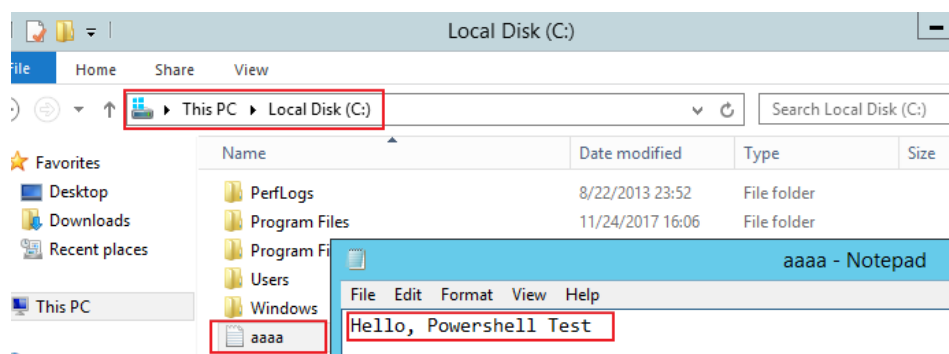 Local Disk (C:)
File Home Share View
This PC Local Disk (C:) Search Local Disk (C:)
Name Date modified Type Size
Favorites
Desktop PerfLogs 8/22/2013 23:52 File folder
Downloads Program Files 11/24/2017 16:06 File folder
Recent places Program Fi
aaaa - Notepad
Users
File Edit Format View Help
This PC Windows
Hello, Powershell Test
aaaa